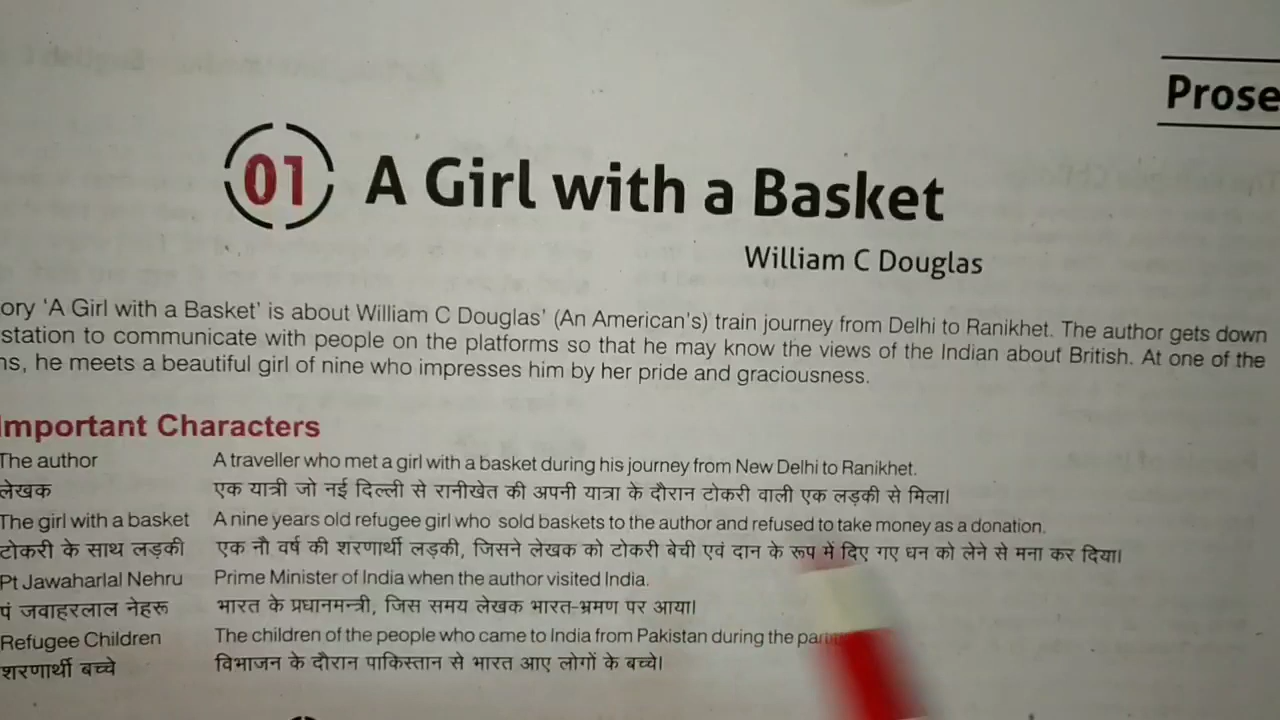 Prose
01 A Girl with a Basket
William C Douglas
ory 'A Girl with a Basket' is about William C Douglas' (An American's) train journey from Delhi to Ranikhet. The author gets down
station to communicate with people on the platforms so that he may know the views of the Indian about British. At one of the
ns, he meets a beautiful girl of nine who impresses him by her pride and graciousness.
Important Characters
The author A traveller who met a girl with a basket during his journey from New Delhi to Ranikhet.
लेखक एक यात्री जो नई दिल्ली से रानीखेत की अपनी यात्रा के दौरान टोकरी वाली एक लड़की से मिला।
The girl with a basket A nine years old refugee girl who sold baskets to the author and refused to take money as a donation.
टोकरी के साथ लड़की एक नौ वर्ष की शरणार्थी लड़की, जिसने लेखक को टोकरी बेची एवं दान के रूप में दिए गए धन को लेने से मना कर दिया।
Pt Jawaharlal Nehru Prime Minister of India when the author visited India.
पं जवाहरलाल नेहरू भारत के प्रधानमन्त्री, जिस समय लेखक भारत-भ्रमण पर आया।
Refugee Children The children of the people who came to India from Pakistan during the
शरणार्थी बच्चे विभाजन के दौरान पाकिस्तान से भारत आए लोगों के बच्चे।